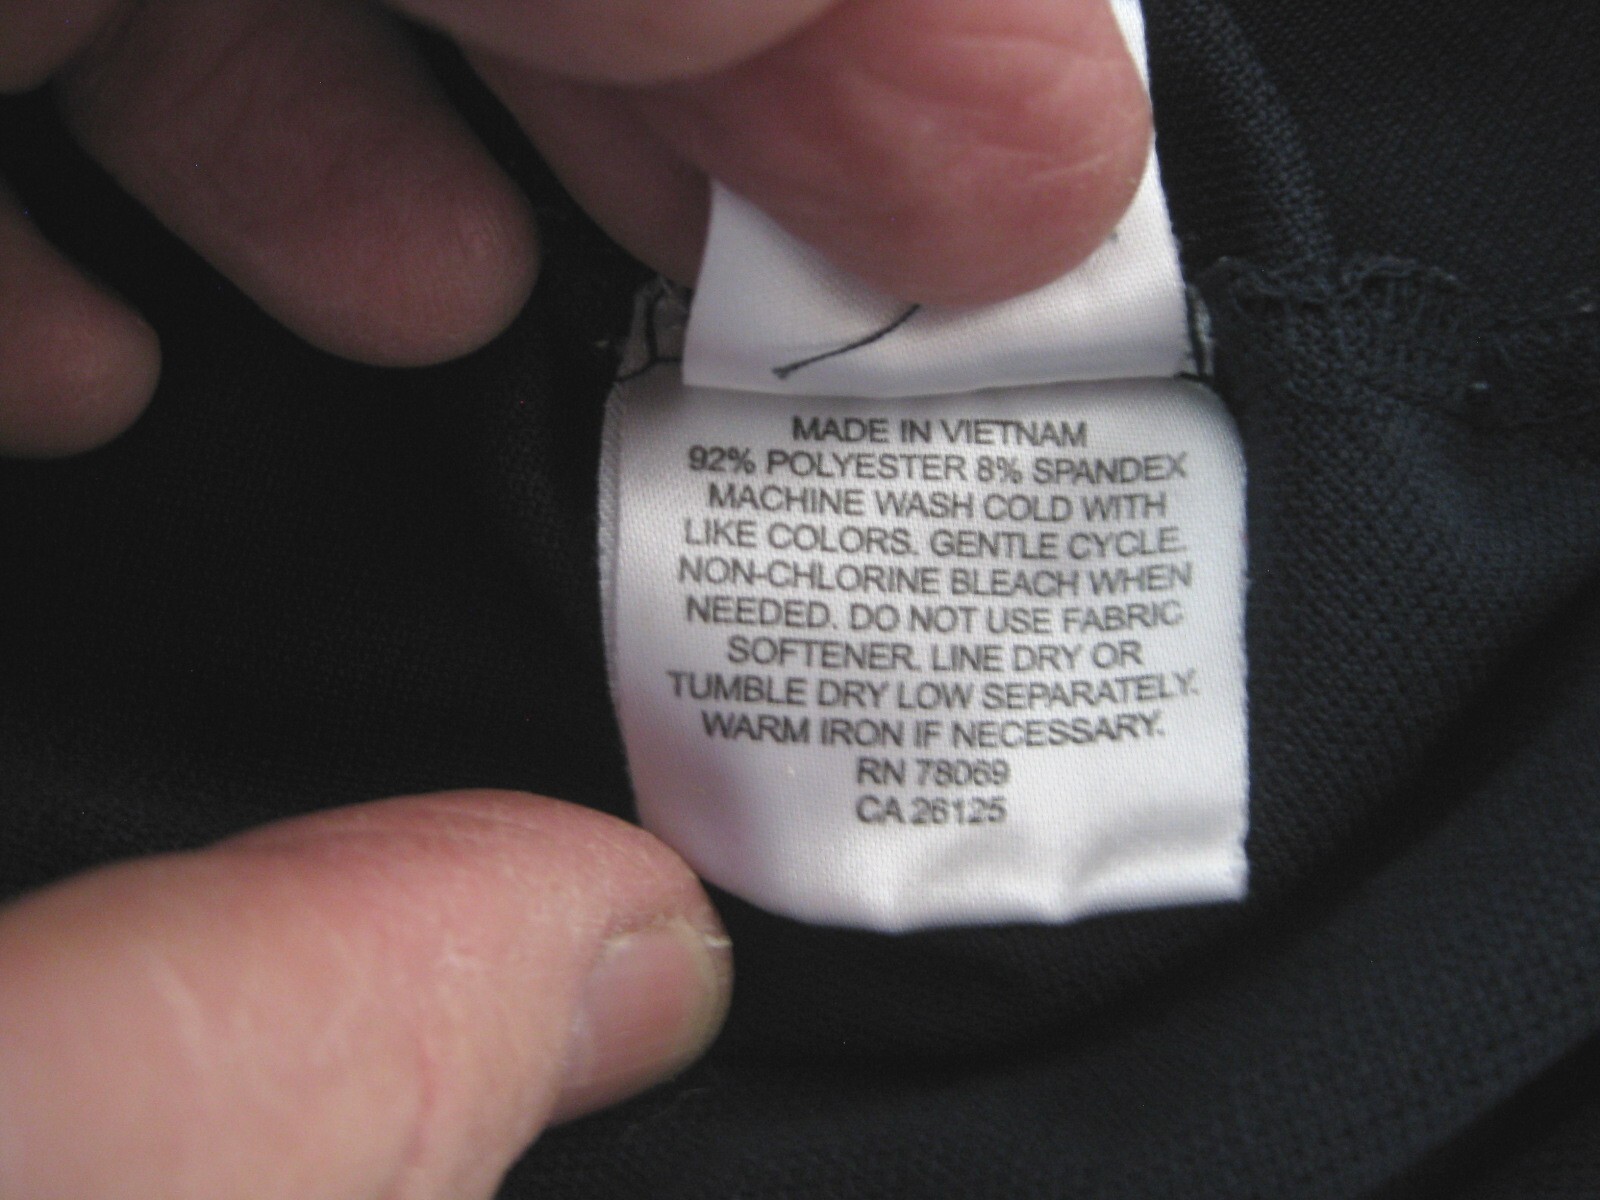 MADE IN VIETNAM
92% POLYESTER 8% SPANDEX
MACHINE WASH COLD WITH
LIKE COLORS. GENTLE CYCLE.
NON-CHLORINE BLEACH WHEN
NEEDED. DO NOT USE FABRIC
SOFTENER. LINE DRY OR
TUMBLE DRY LOW SEPARATELY.
WARM IRON IF NECESSARY.
RN 78069
CA 26125